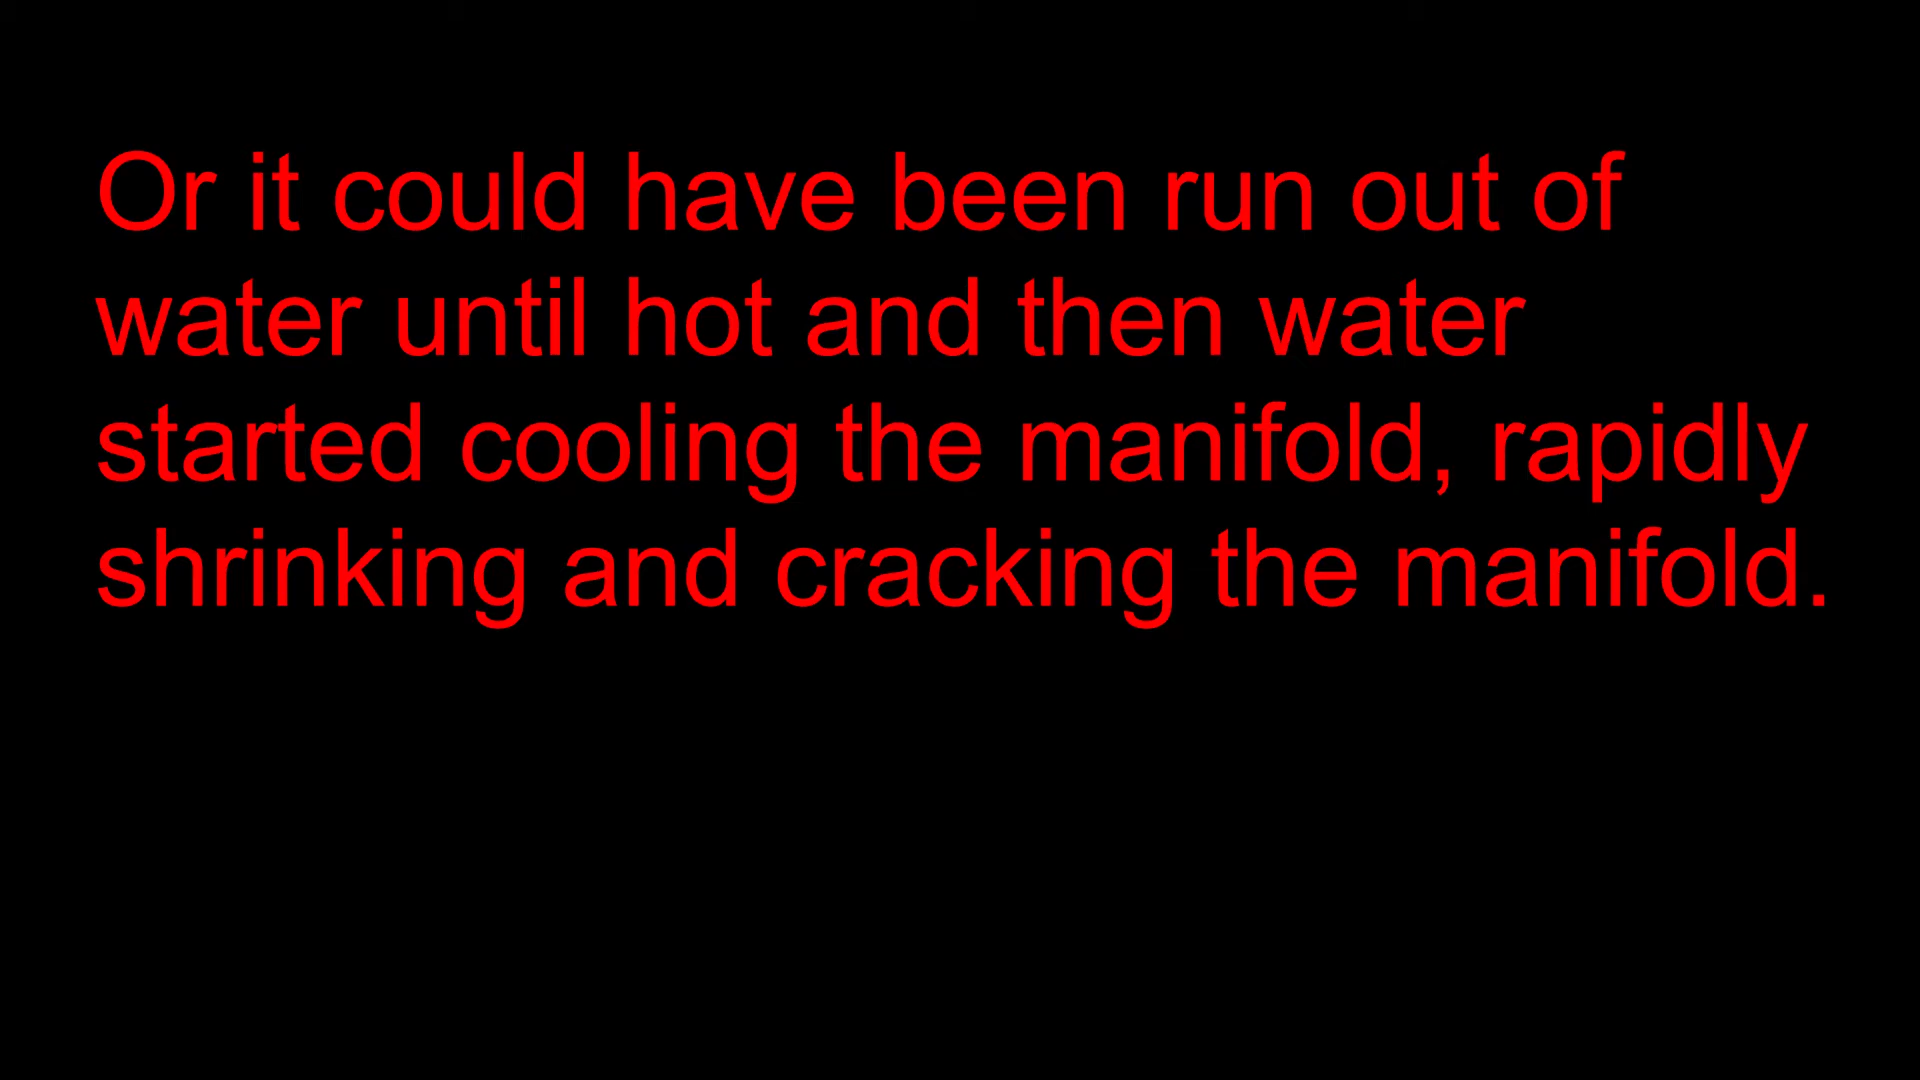 Or it could have been run out of
water until hot and then water
started cooling the manifold, rapidly
shrinking and cracking the manifold.